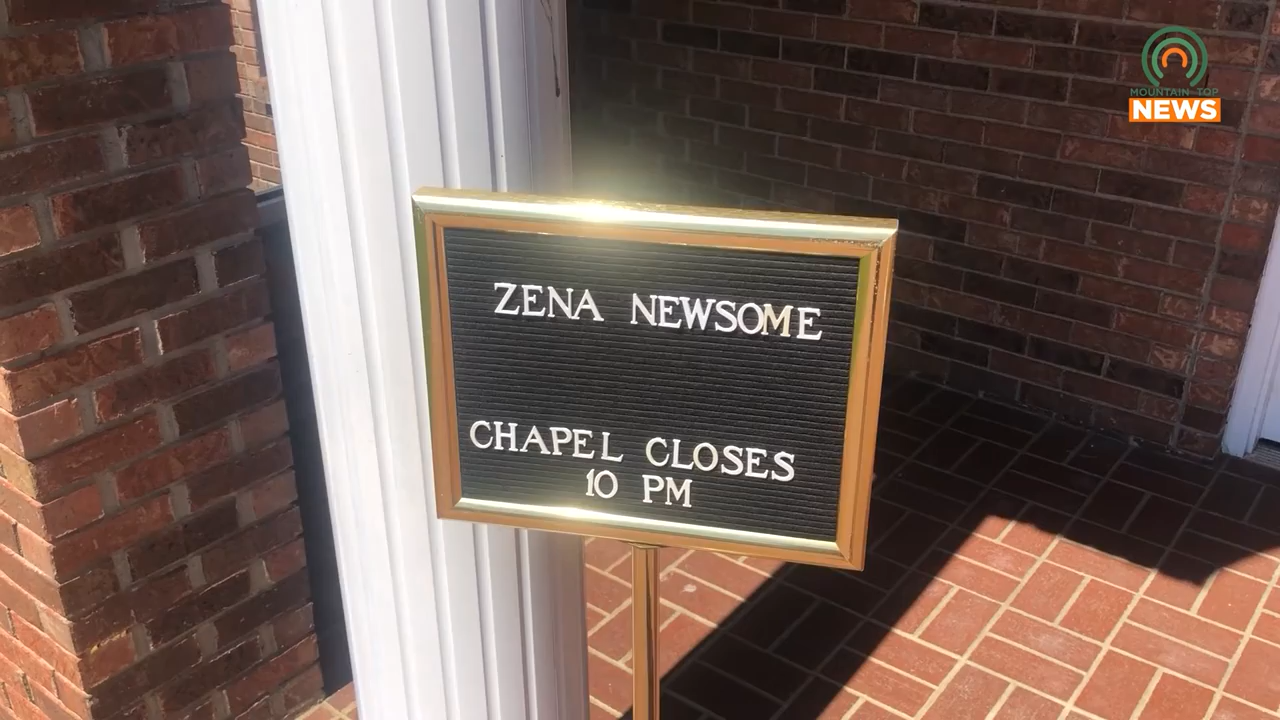 MOUNTAIN TOP
NEWS
ZENA NEWSOME
CHAPEL CLOSES
10 PM